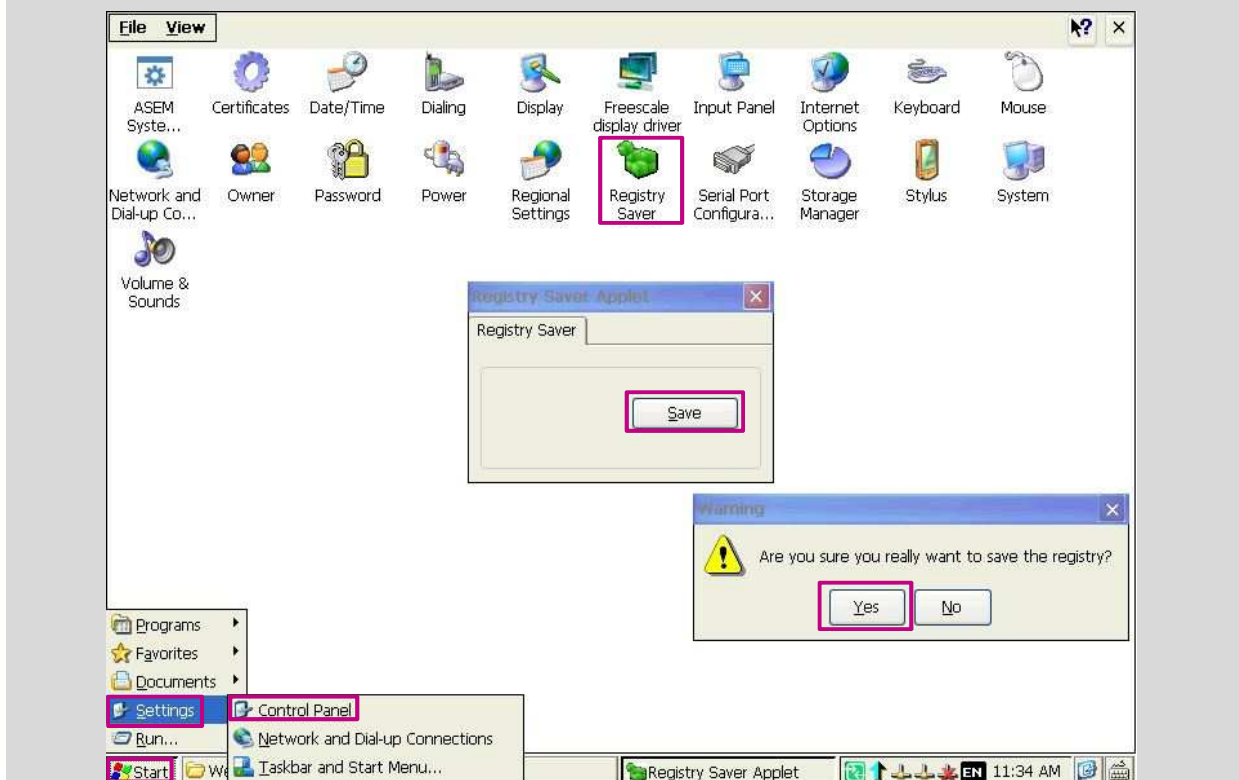 File View
ASEM Syste...
Certificates
Date/Time
Dialing
Display
Freescale display driver
Input Panel
Internet Options
Keyboard
Mouse
Network and Dial-up Co...
Owner
Password
Power
Regional Settings
Registry Saver
Serial Port Configura...
Storage Manager
Stylus
System
Volume & Sounds
Registry Saver Applet
Registry Saver
Save
Warning
Are you sure you really want to save the registry?
Yes No
Programs
Favorites
Documents
Settings
Run...
Control Panel
Network and Dial-up Connections
Taskbar and Start Menu...
Start
Registry Saver Applet
EN 11:34 AM